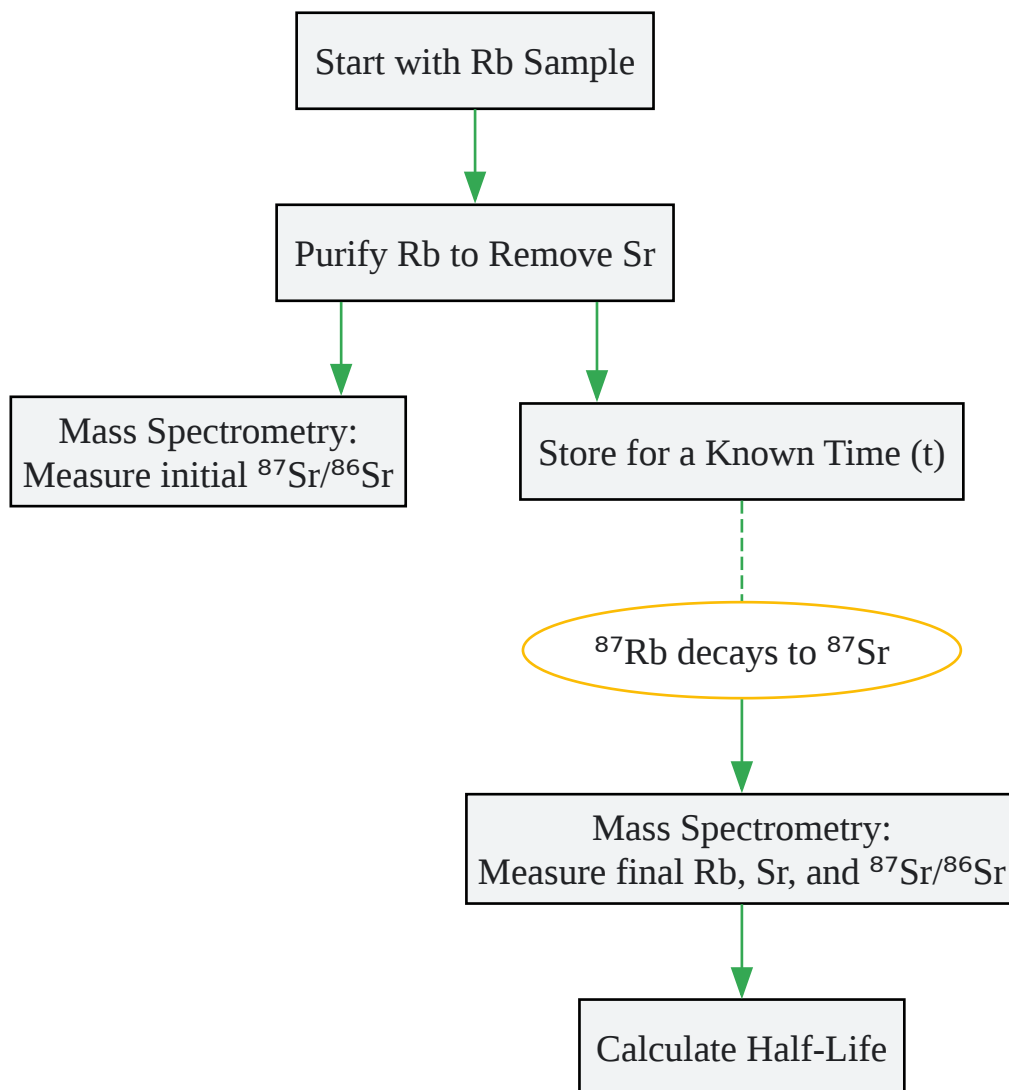 Start with Rb Sample
Purify Rb to Remove Sr
Mass Spectrometry:
Measure initial ⁸⁷Sr/⁸⁶Sr
Store for a Known Time (t)
⁸⁷Rb decays to ⁸⁷Sr
Mass Spectrometry:
Measure final Rb, Sr, and ⁸⁷Sr/⁸⁶Sr
Calculate Half-Life